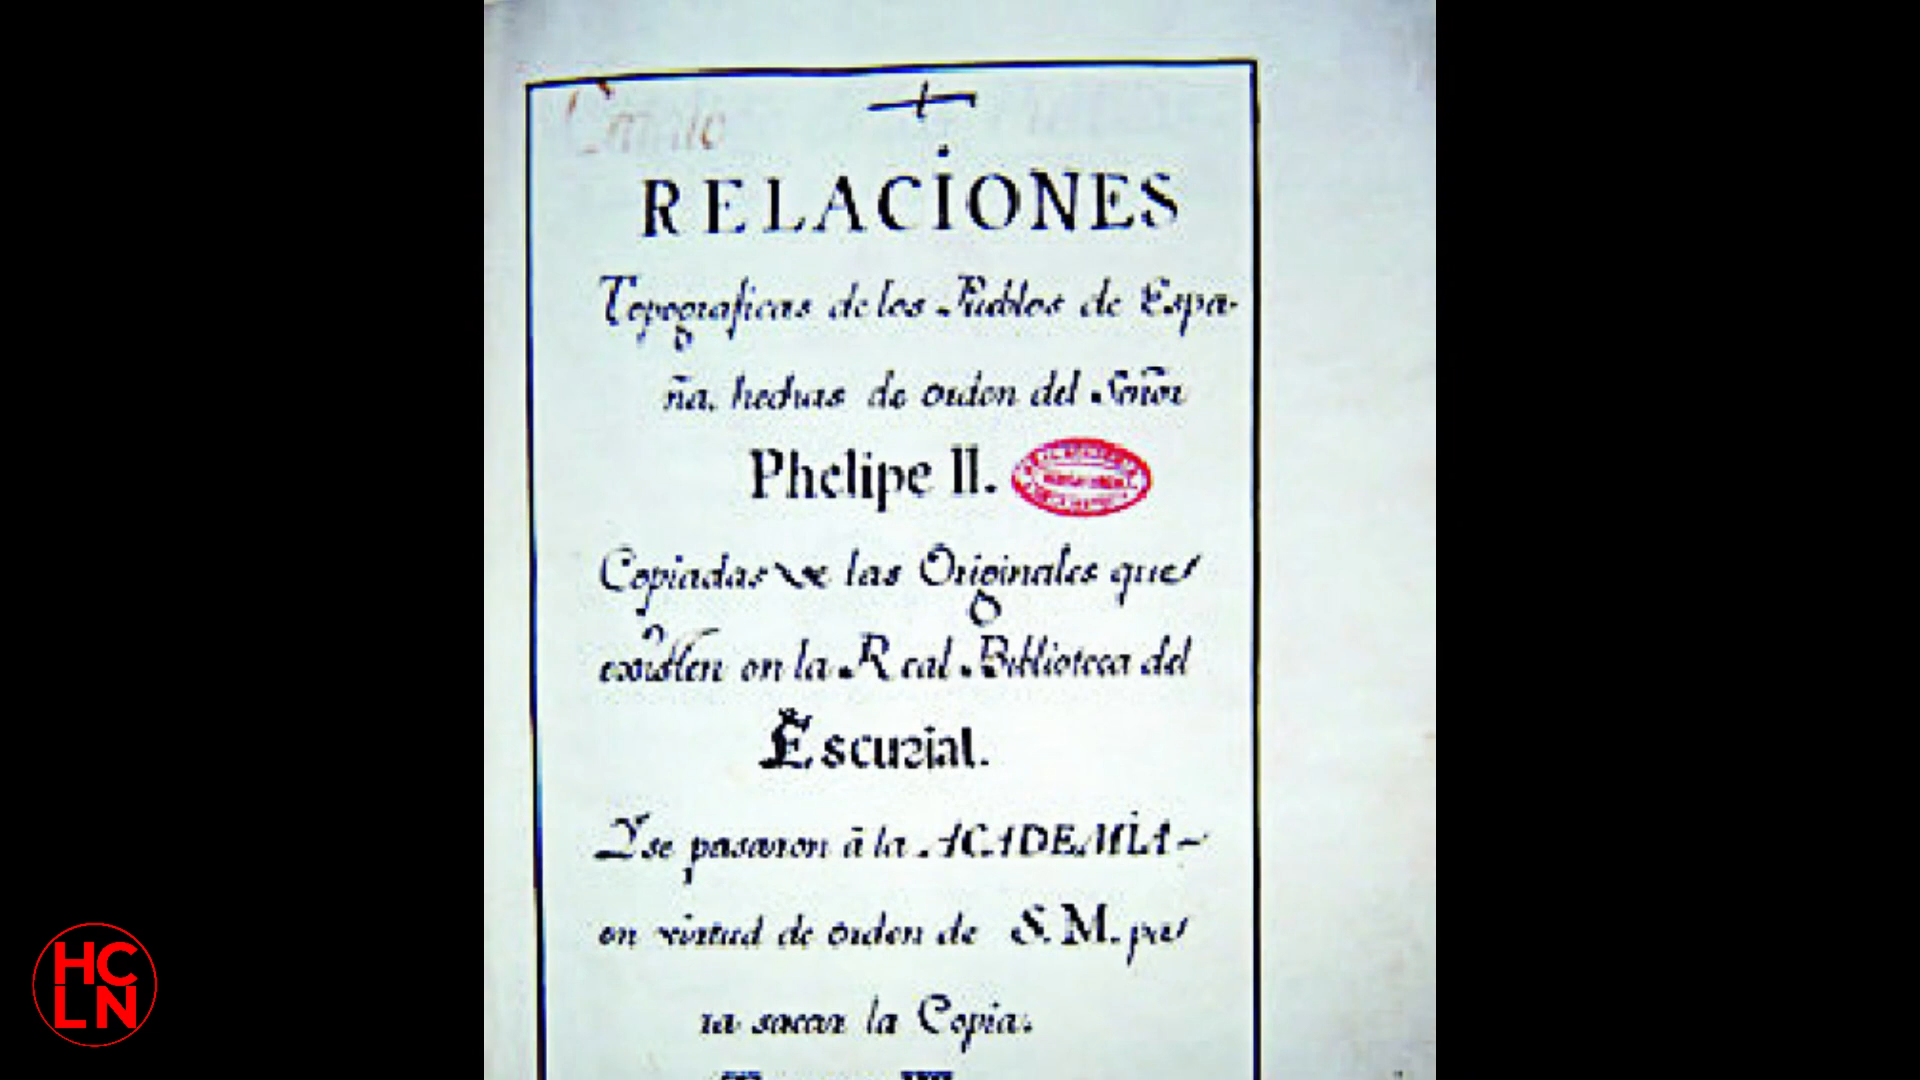 RELACIONES
Topograficas de los Pueblos de Espa-
ña, hechas de orden del Señor
Phelipe II.
Copiadas de las Originales que
existen en la Real Biblioteca del
Escurial.
Y se pasaron â la ACADEMIA
en virtud de orden de S. M. pa
ra sacar la Copia.
HC
LN